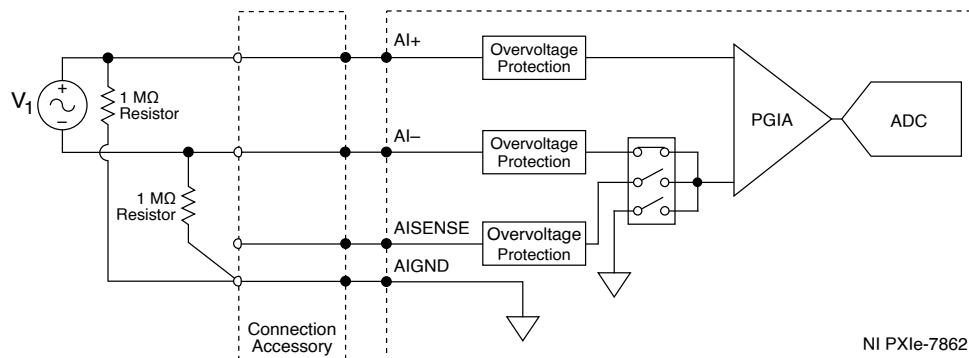 AI+
Overvoltage
Protection
+
V1
–
1 MΩ
Resistor
PGIA
ADC
AI–
Overvoltage
Protection
1 MΩ
Resistor
AISENSE
Overvoltage
Protection
AIGND
Connection
Accessory
NI PXIe-7862